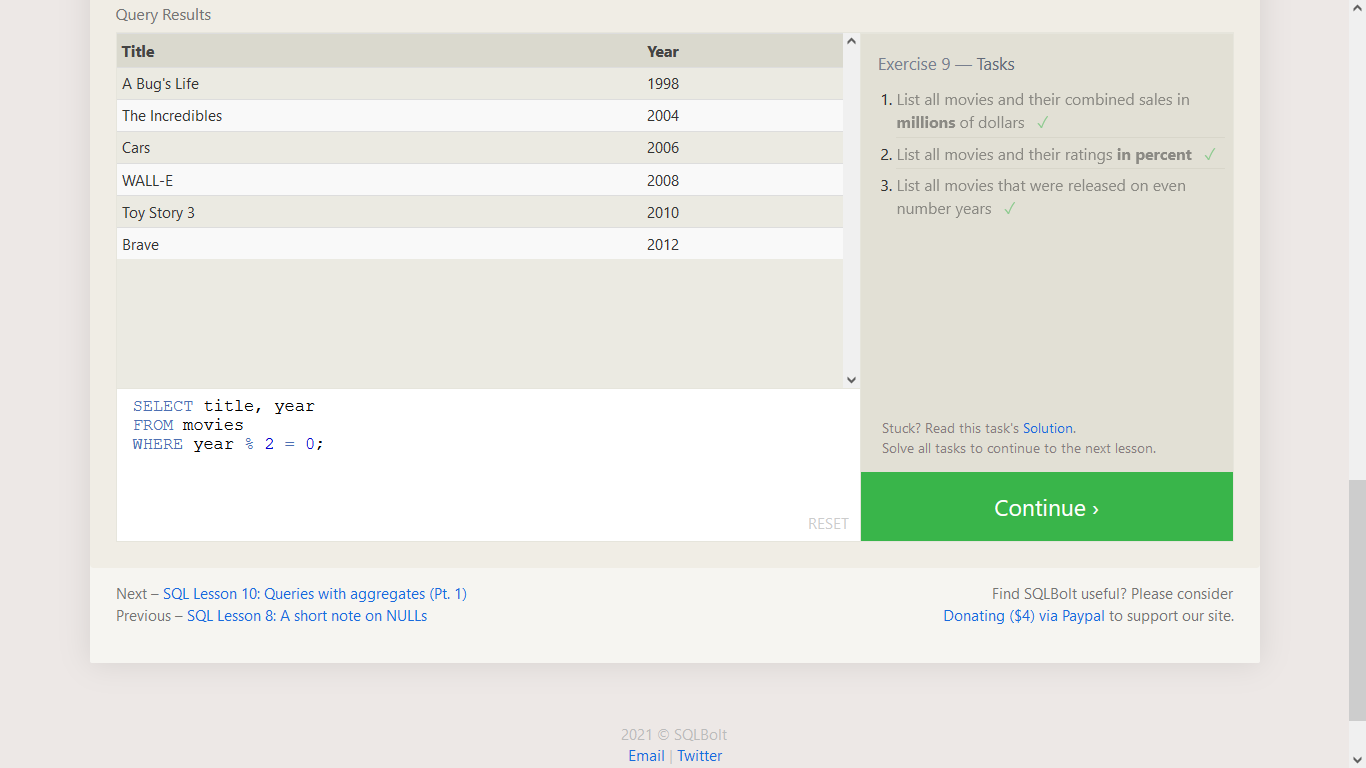 Query Results
Title Year
A Bug's Life 1998
The Incredibles 2004
Cars 2006
WALL-E 2008
Toy Story 3 2010
Brave 2012
SELECT title, year
FROM movies
WHERE year % 2 = 0;
RESET
Exercise 9 — Tasks
1. List all movies and their combined sales in
millions of dollars ✓
2. List all movies and their ratings in percent ✓
3. List all movies that were released on even
number years ✓
Stuck? Read this task's Solution.
Solve all tasks to continue to the next lesson.
Continue ›
Next – SQL Lesson 10: Queries with aggregates (Pt. 1)
Previous – SQL Lesson 8: A short note on NULLs
Find SQLBolt useful? Please consider
Donating ($4) via Paypal to support our site.
2021 © SQLBolt
Email | Twitter